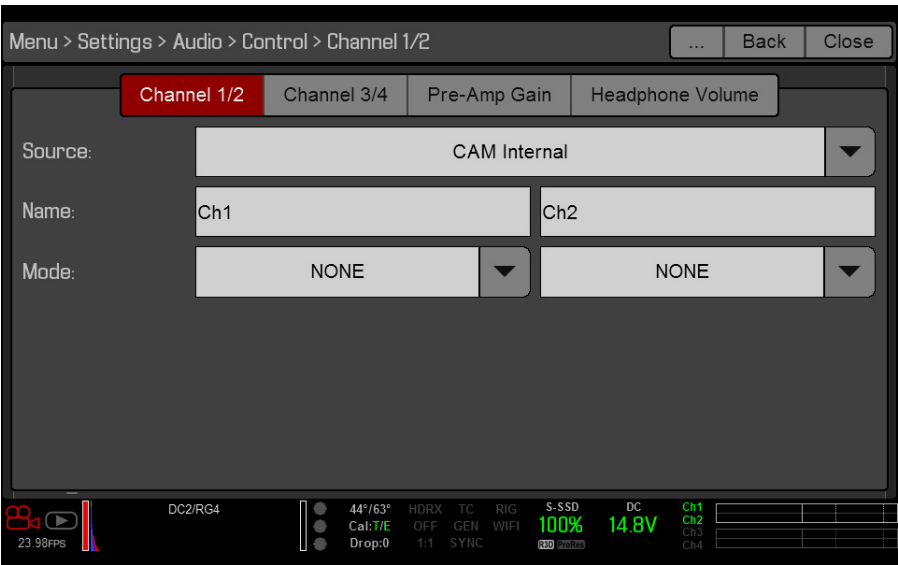 Menu > Settings > Audio > Control > Channel 1/2 ... Back Close
Channel 1/2 Channel 3/4 Pre-Amp Gain Headphone Volume
Source: CAM Internal
Name: Ch1 Ch2
Mode: NONE NONE
DC2/RG4 44°/63° HDRX TC RIG S-SSD DC Ch1
Cal:T/E OFF GEN WIFI 100% 14.8V Ch2
23.98FPS Drop:0 1:1 SYNC R3D ProRes Ch3
Ch4